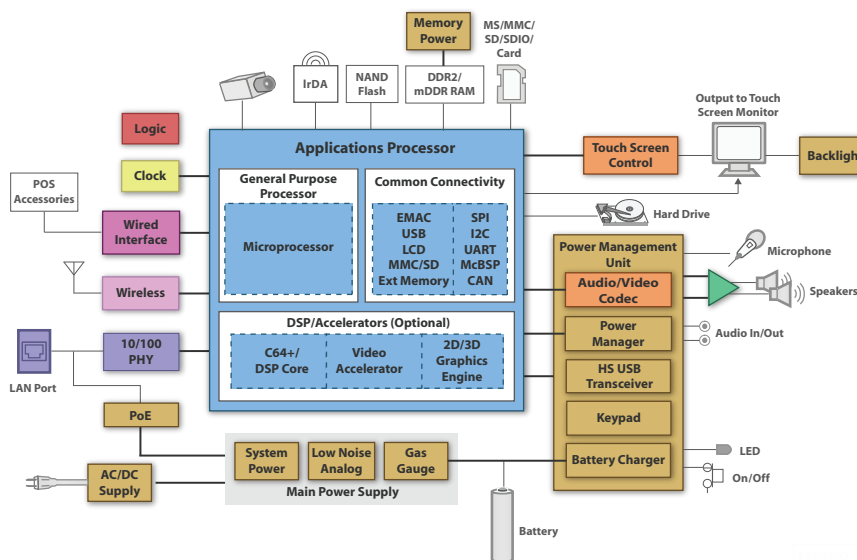 Memory
Power
MS/MMC/
SD/SDIO/
Card
IrDA
NAND
Flash
DDR2/
mDDR RAM
Output to Touch
Screen Monitor
Logic
Applications Processor
Touch Screen
Control
Backligh
Clock
General Purpose
Processor
Common Connectivity
POS
Accessories
Wired
Interface
Microprocessor
EMAC
USB
LCD
MMC/SD
Ext Memory
SPI
I2C
UART
McBSP
CAN
Hard Drive
Power Management
Unit
Microphone
Wireless
Audio/Video
Codec
Speakers
DSP/Accelerators (Optional)
10/100
PHY
C64+/
DSP Core
Video
Accelerator
2D/3D
Graphics
Engine
Power
Manager
Audio In/Out
LAN Port
HS USB
Transceiver
PoE
Keypad
System
Power
Low Noise
Analog
Gas
Gauge
Battery Charger
LED
AC/DC
Supply
Main Power Supply
On/Off
Battery